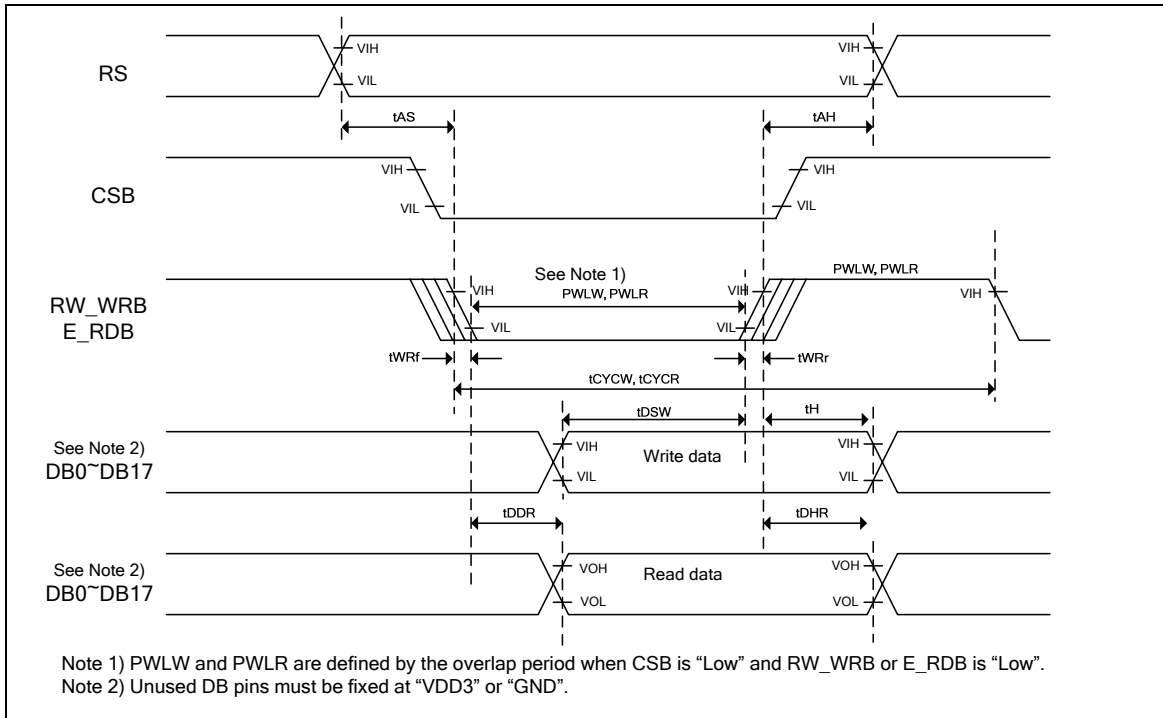 RS
VIH
VIL
VIH
VIL
tAS
tAH
CSB
VIH
VIL
VIH
VIL
RW_WRB
E_RDB
See Note 1)
PWLW, PWLR
PWLW, PWLR
VIH
VIL
VIH
VIL
VIH
tWRf
tWRr
tCYCW, tCYCR
tDSW
tH
See Note 2)
DB0~DB17
VIH
VIL
Write data
VIH
VIL
tDDR
tDHR
See Note 2)
DB0~DB17
VOH
VOL
Read data
VOH
VOL
Note 1) PWLW and PWLR are defined by the overlap period when CSB is “Low” and RW_WRB or E_RDB is “Low”.
Note 2) Unused DB pins must be fixed at “VDD3” or “GND”.